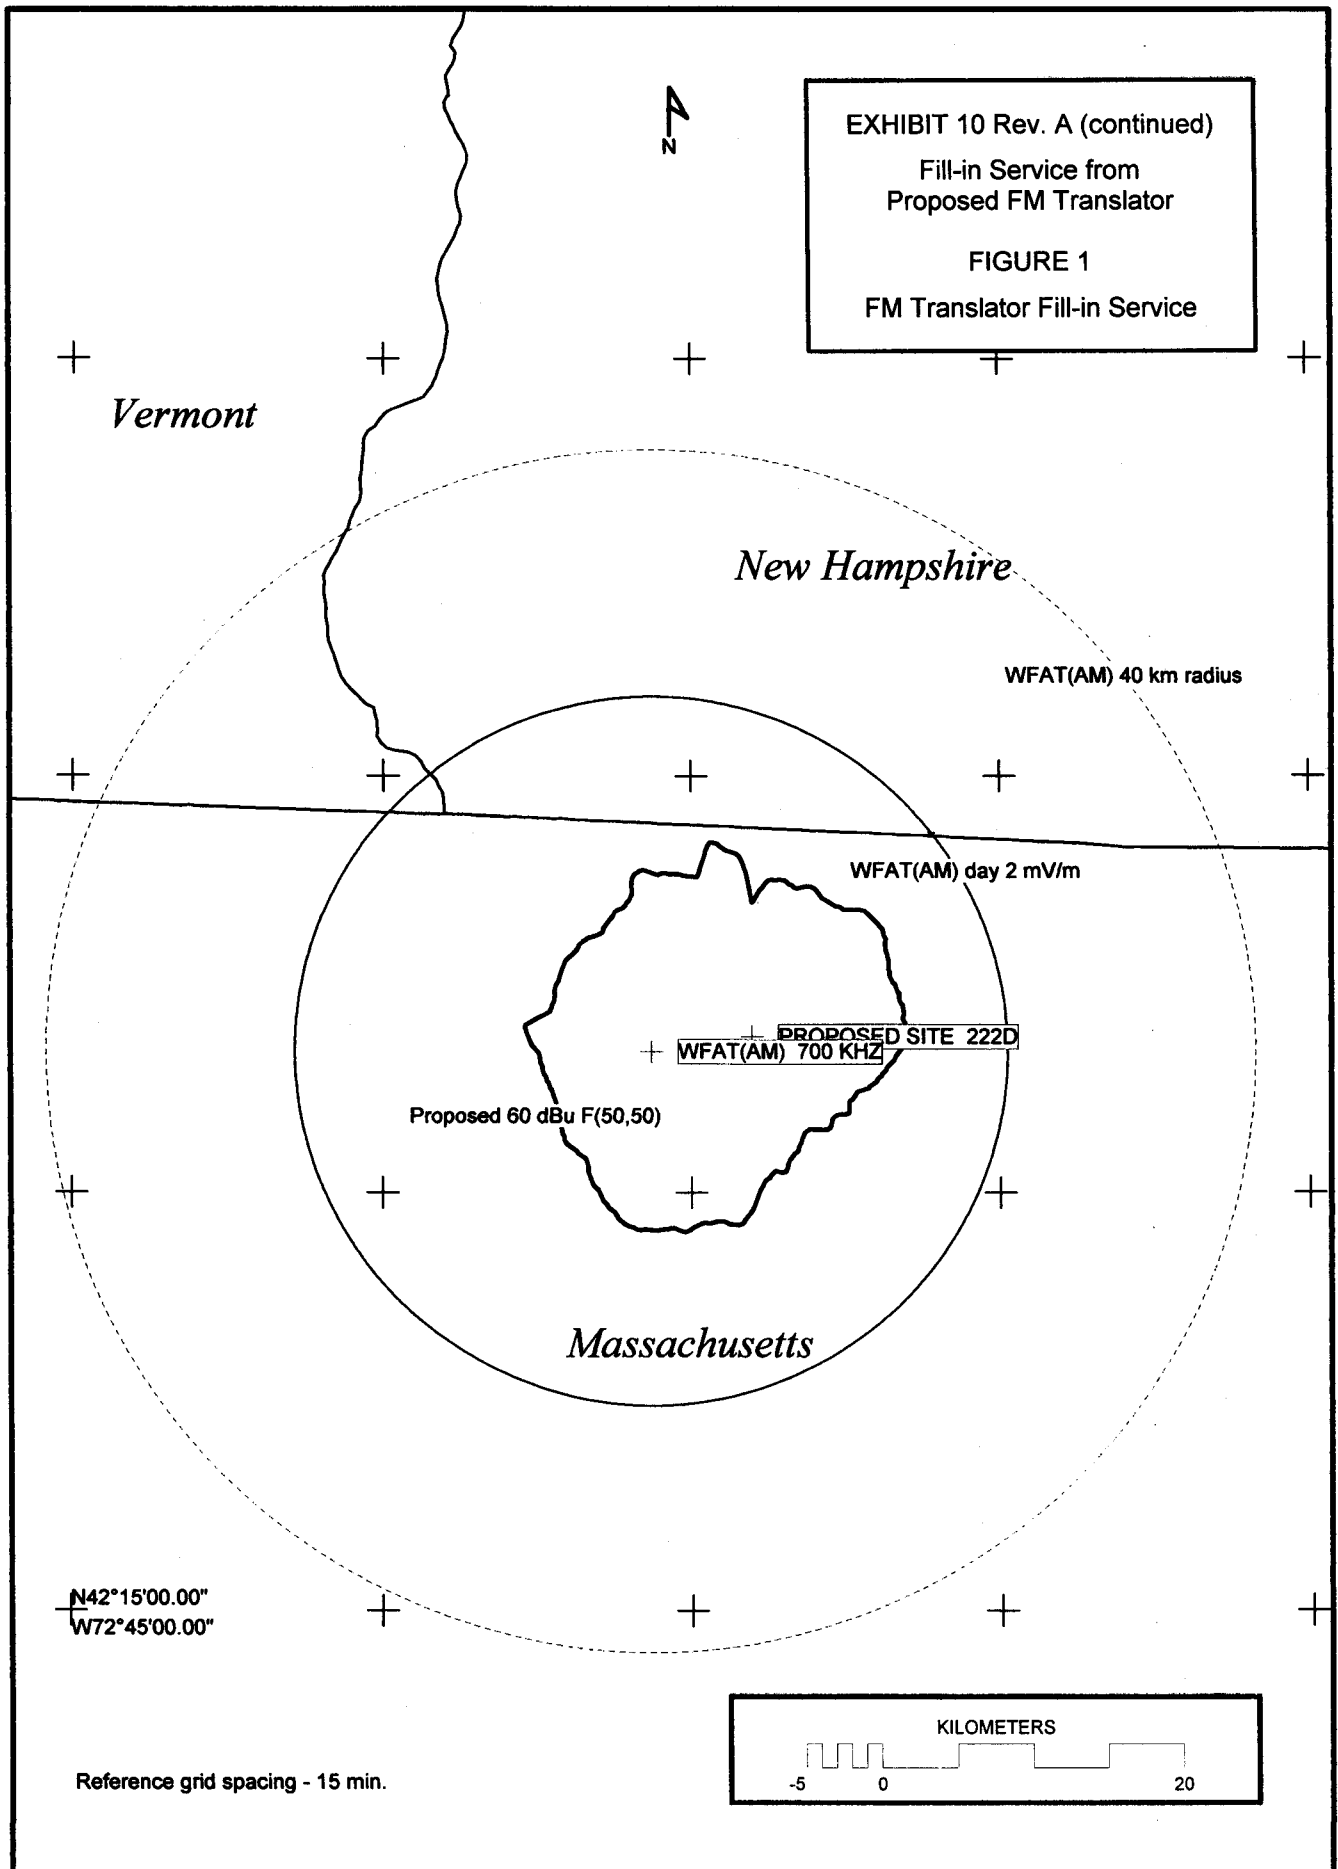 N
EXHIBIT 10 Rev. A (continued)
Fill-in Service from
Proposed FM Translator
FIGURE 1
FM Translator Fill-in Service
Vermont
New Hampshire
WFAT(AM) 40 km radius
WFAT(AM) day 2 mV/m
PROPOSED SITE 222D
WFAT(AM) 700 KHZ
Proposed 60 dBu F(50,50)
Massachusetts
N42°15'00.00"
W72°45'00.00"
KILOMETERS
-5 0 20
Reference grid spacing - 15 min.